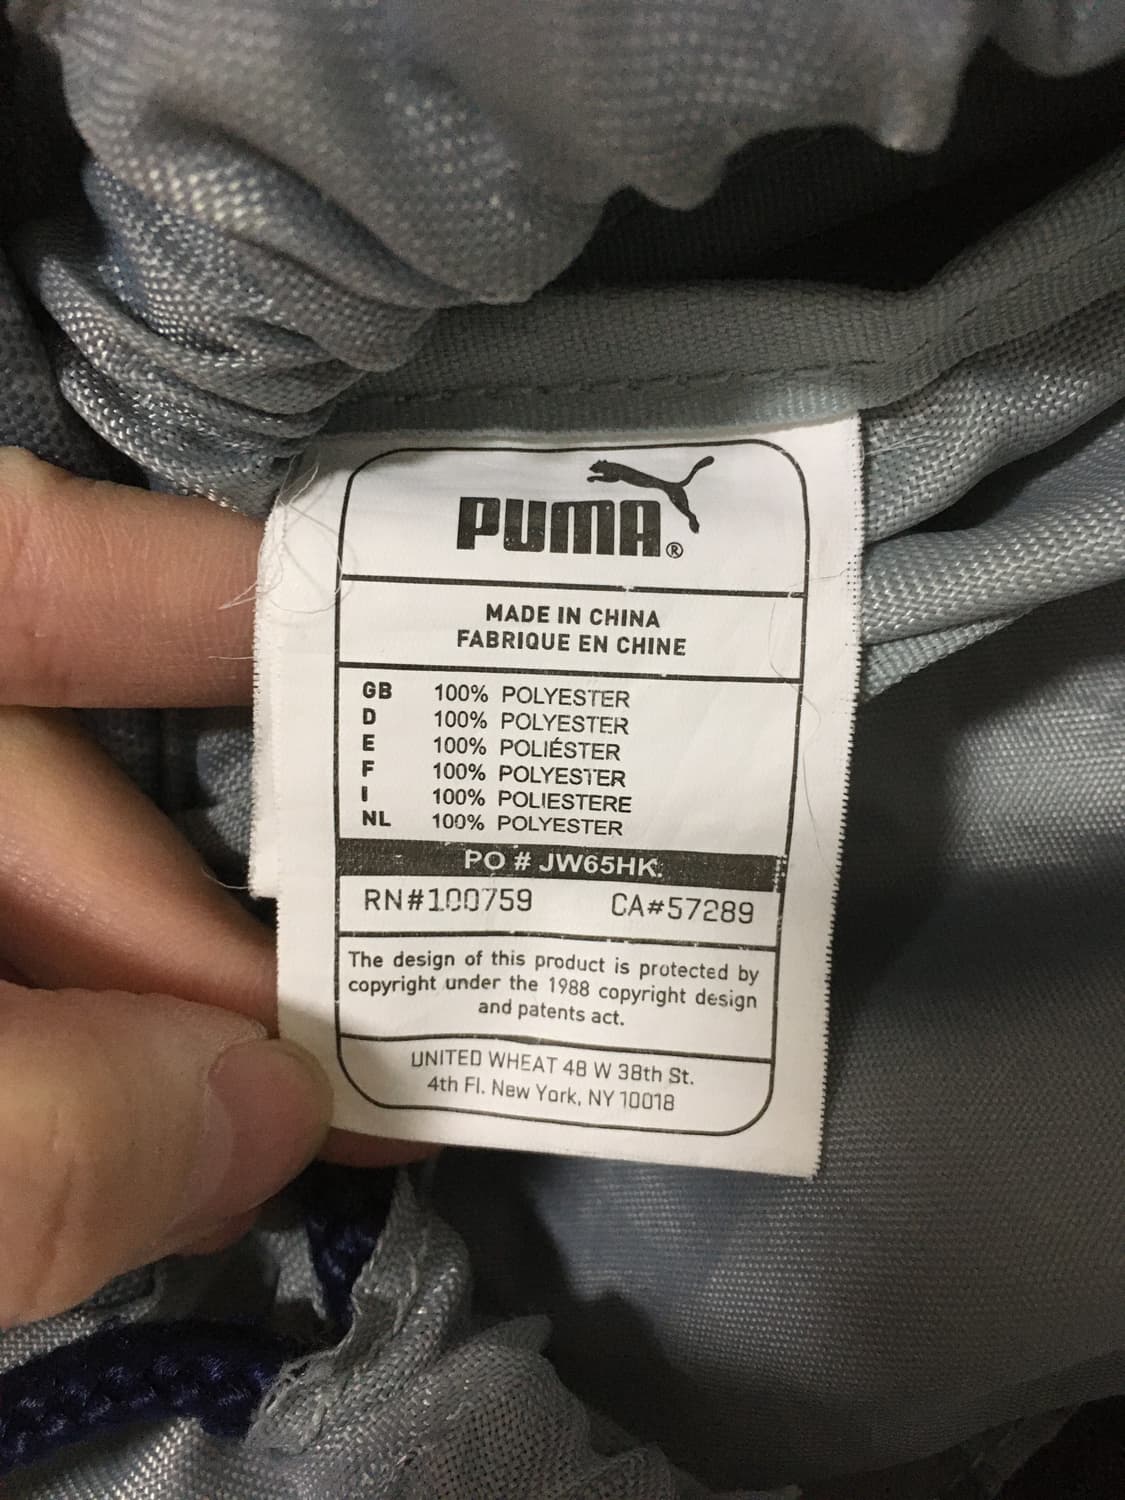 PUMA®
MADE IN CHINA
FABRIQUE EN CHINE
GB 100% POLYESTER
D 100% POLYESTER
E 100% POLIÉSTER
F 100% POLYESTER
I 100% POLIESTERE
NL 100% POLYESTER
PO # JW65HK.
RN#100759 CA#57289
The design of this product is protected by
copyright under the 1988 copyright design
and patents act.
UNITED WHEAT 48 W 38th St.
4th Fl. New York, NY 10018